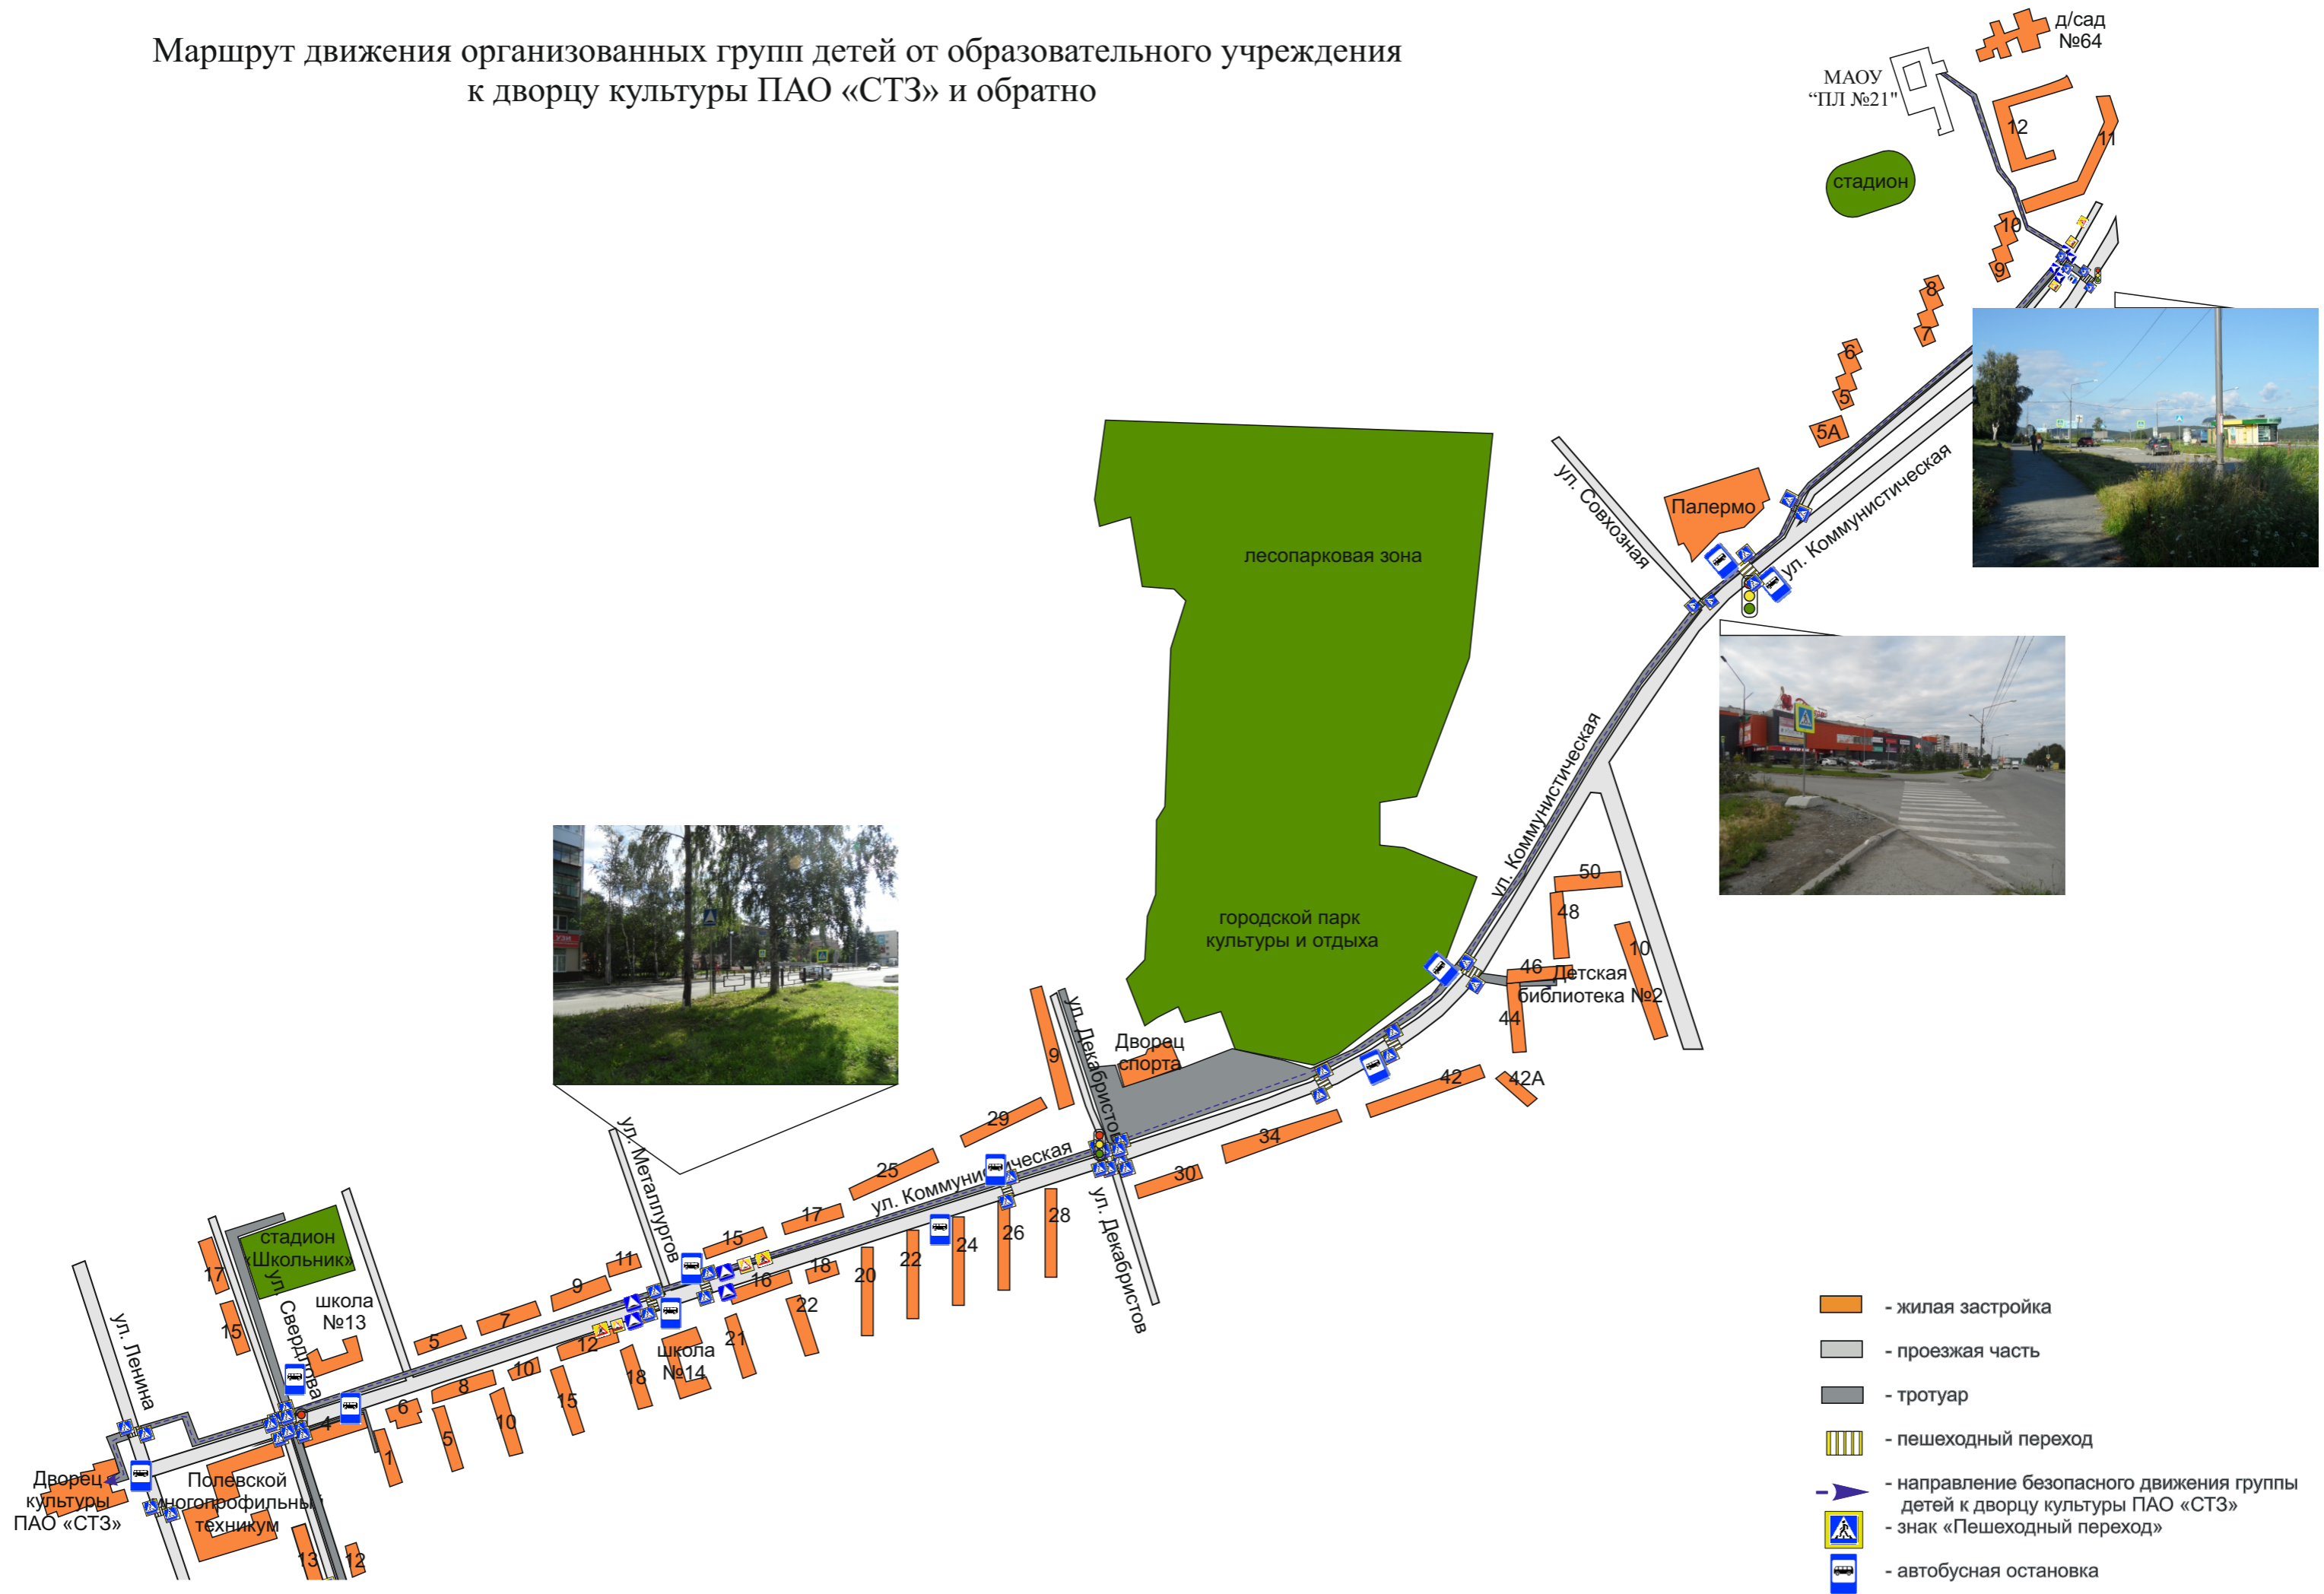 Маршрут движения организованных групп детей от образовательного учреждения
к дворцу культуры ПАО «СТЗ» и обратно
д/сад
№64
МАОУ
“ПЛ №21"
12
11
стадион
10
9
8
7
6
5
5А
Палермо
ул. Совхозная
ул. Коммунистическая
лесопарковая зона
ул. Коммунистическая
городской парк
культуры и отдыха
50
48
10
46
Детская
библиотека №2
44
42
42А
Дворец
спорта
ул. Декабристов
9
29
34
30
25
ул. Коммунистическая
ул. Декабристов
28
26
24
22
20
18
17
15
16
22
21
ул. Металлургов
школа
№14
18
11
9
12
15
7
10
10
5
8
5
6
1
4
стадион
«Школьник»
школа
№13
ул. Свердлова
17
15
ул. Ленина
Дворец
культуры
ПАО «СТЗ»
Полевской
многопрофильный
техникум
13
12
- жилая застройка
- проезжая часть
- тротуар
- пешеходный переход
- направление безопасного движения группы
детей к дворцу культуры ПАО «СТЗ»
- знак «Пешеходный переход»
- автобусная остановка